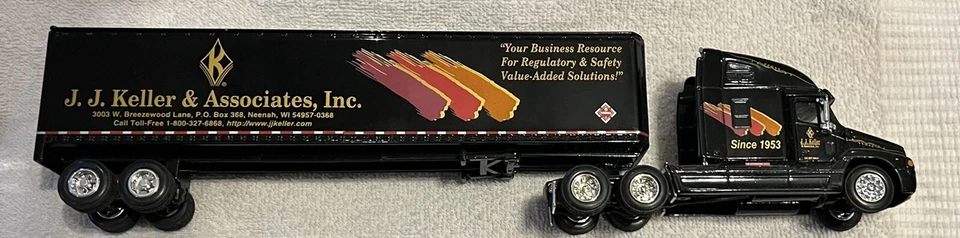 K
J. J. Keller & Associates, Inc.
3003 W. Breezewood Lane, P.O. Box 368, Neenah, WI 54957-0368
Call Toll-Free 1-800-327-6868, http://www.jjkeller.com
"Your Business Resource
For Regulatory & Safety
Value-Added Solutions!"
K
Since 1953
J. J. Keller